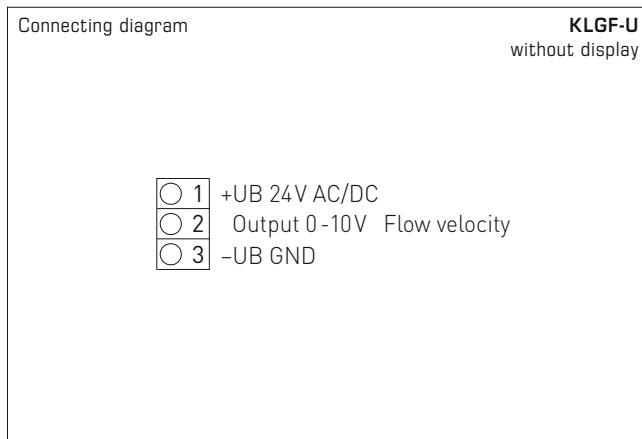 Connecting diagram
KLGF-U
without display
1 +UB 24V AC/DC
2 Output 0-10V Flow velocity
3 –UB GND